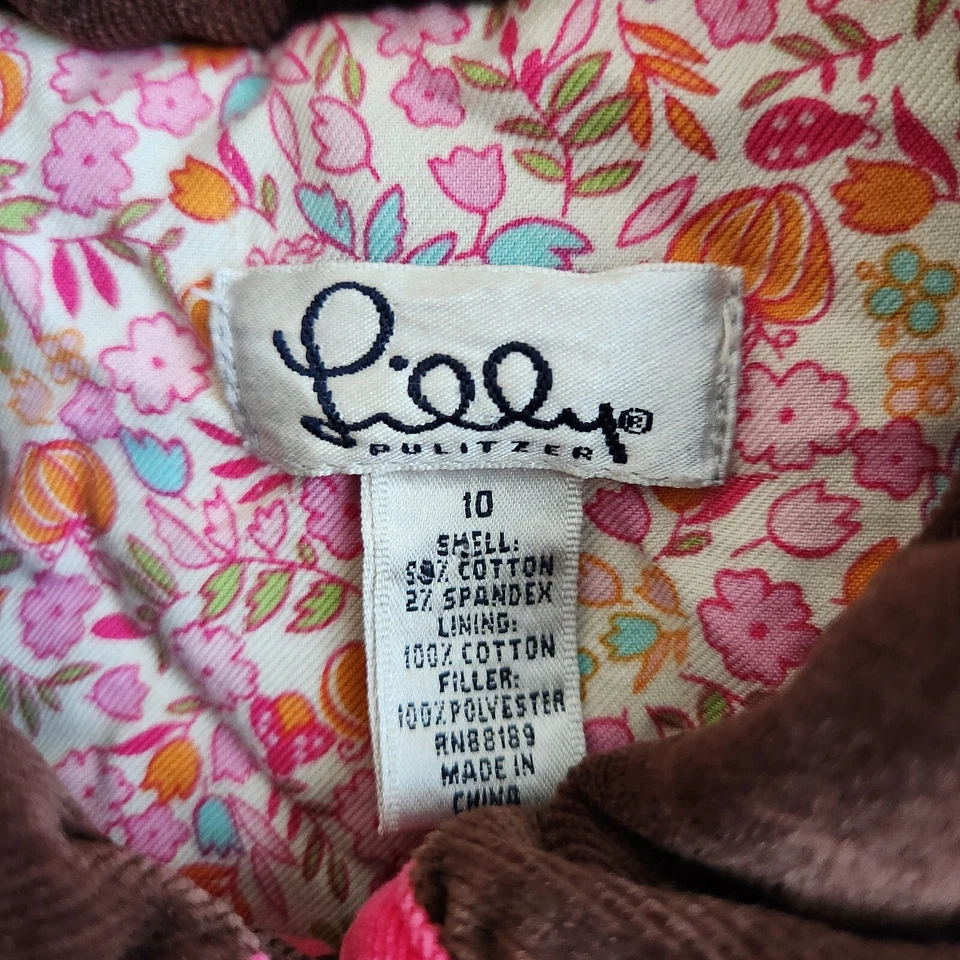 Lilly®
PULITZER
10
SHELL:
98% COTTON
2% SPANDEX
LINING:
100% COTTON
FILLER:
100%POLYESTER
RN88189
MADE IN
CHINA